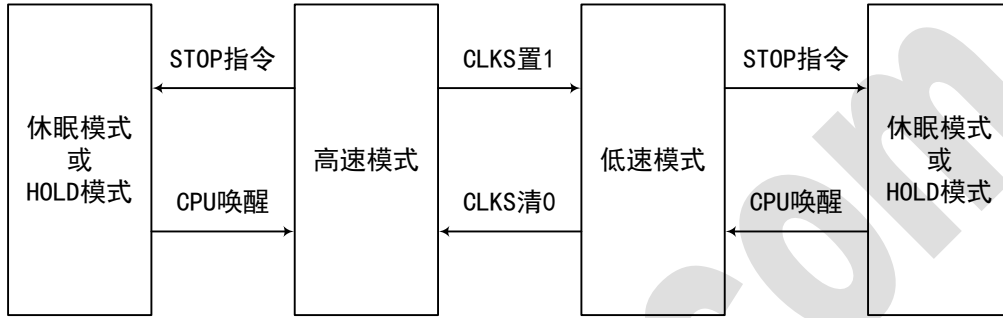 STOP指令
CLKS置1
STOP指令
休眠模式
或
HOLD模式
高速模式
低速模式
休眠模式
或
HOLD模式
CPU唤醒
CLKS清0
CPU唤醒
com